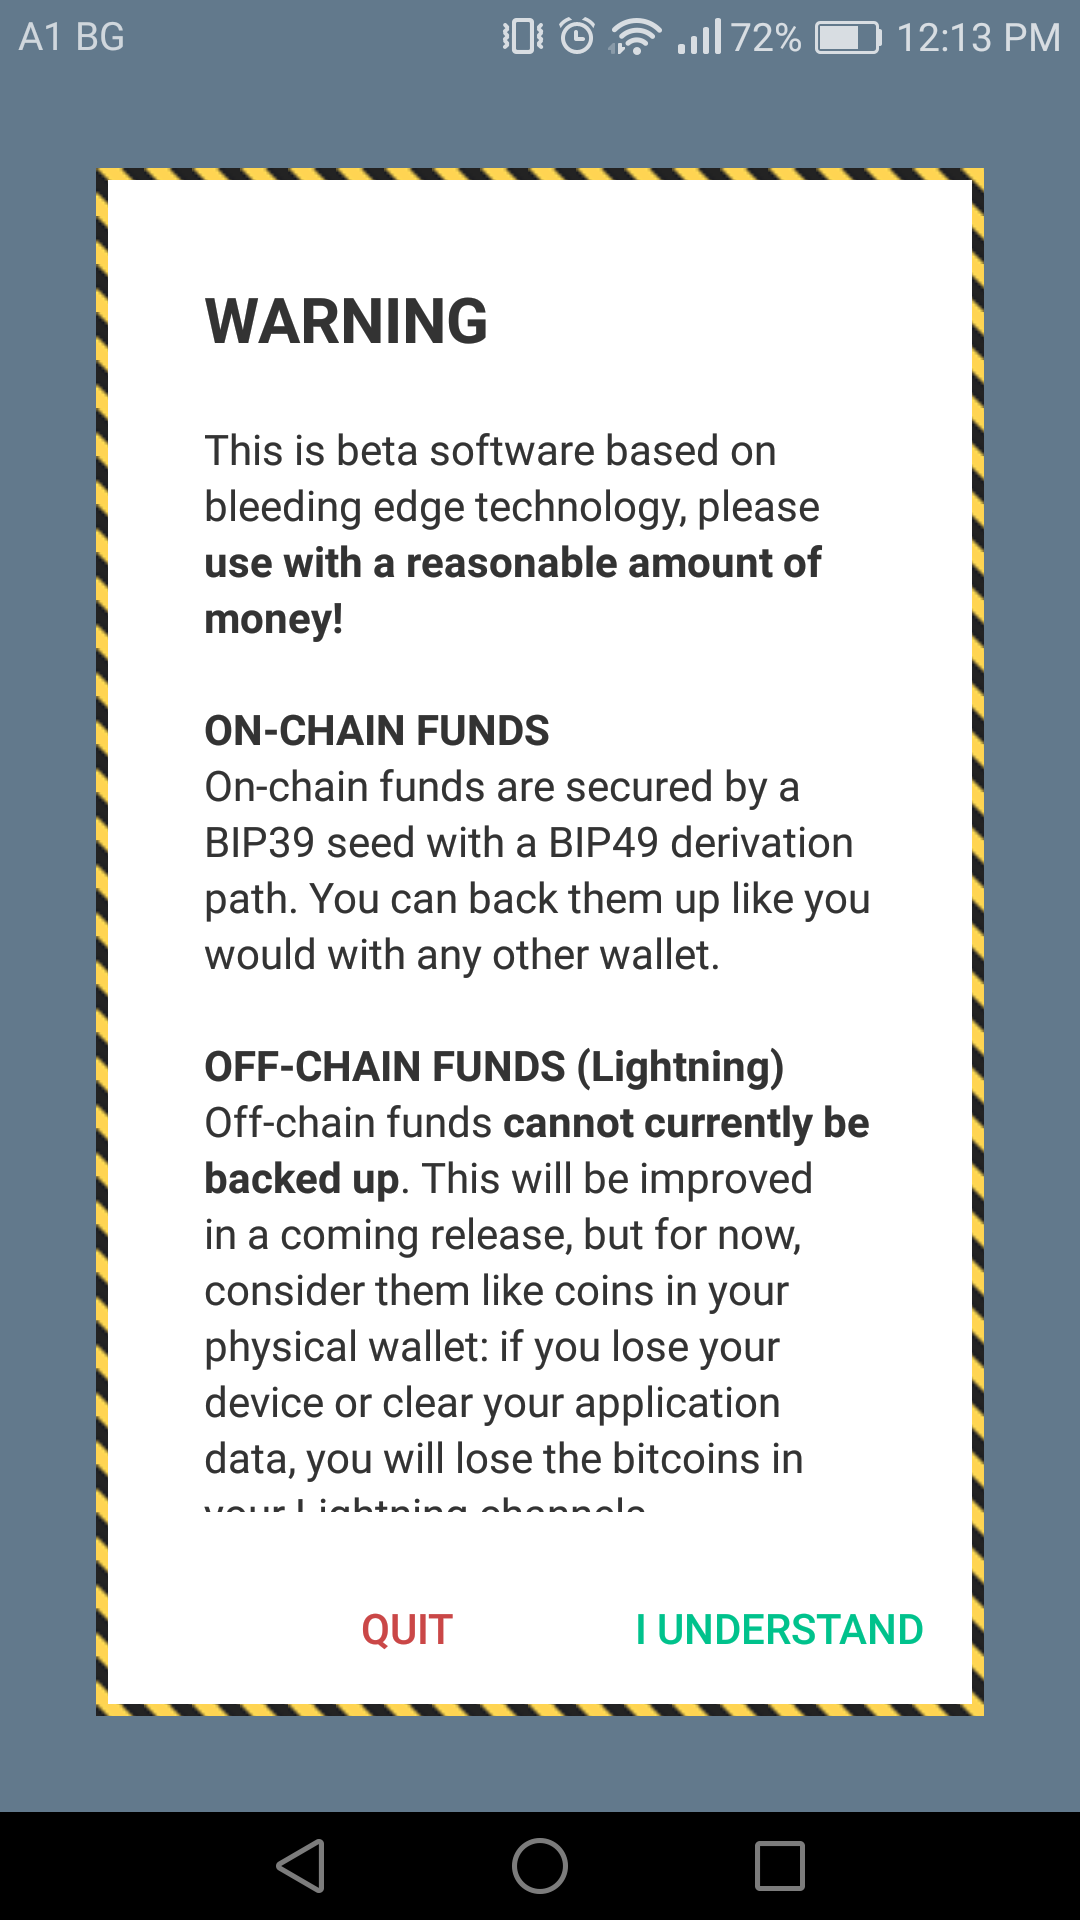 A1 BG 72% 12:13 PM
WARNING
This is beta software based on
bleeding edge technology, please
use with a reasonable amount of
money!
ON-CHAIN FUNDS
On-chain funds are secured by a
BIP39 seed with a BIP49 derivation
path. You can back them up like you
would with any other wallet.
OFF-CHAIN FUNDS (Lightning)
Off-chain funds cannot currently be
backed up. This will be improved
in a coming release, but for now,
consider them like coins in your
physical wallet: if you lose your
device or clear your application
data, you will lose the bitcoins in
your Lightning channels
QUIT I UNDERSTAND